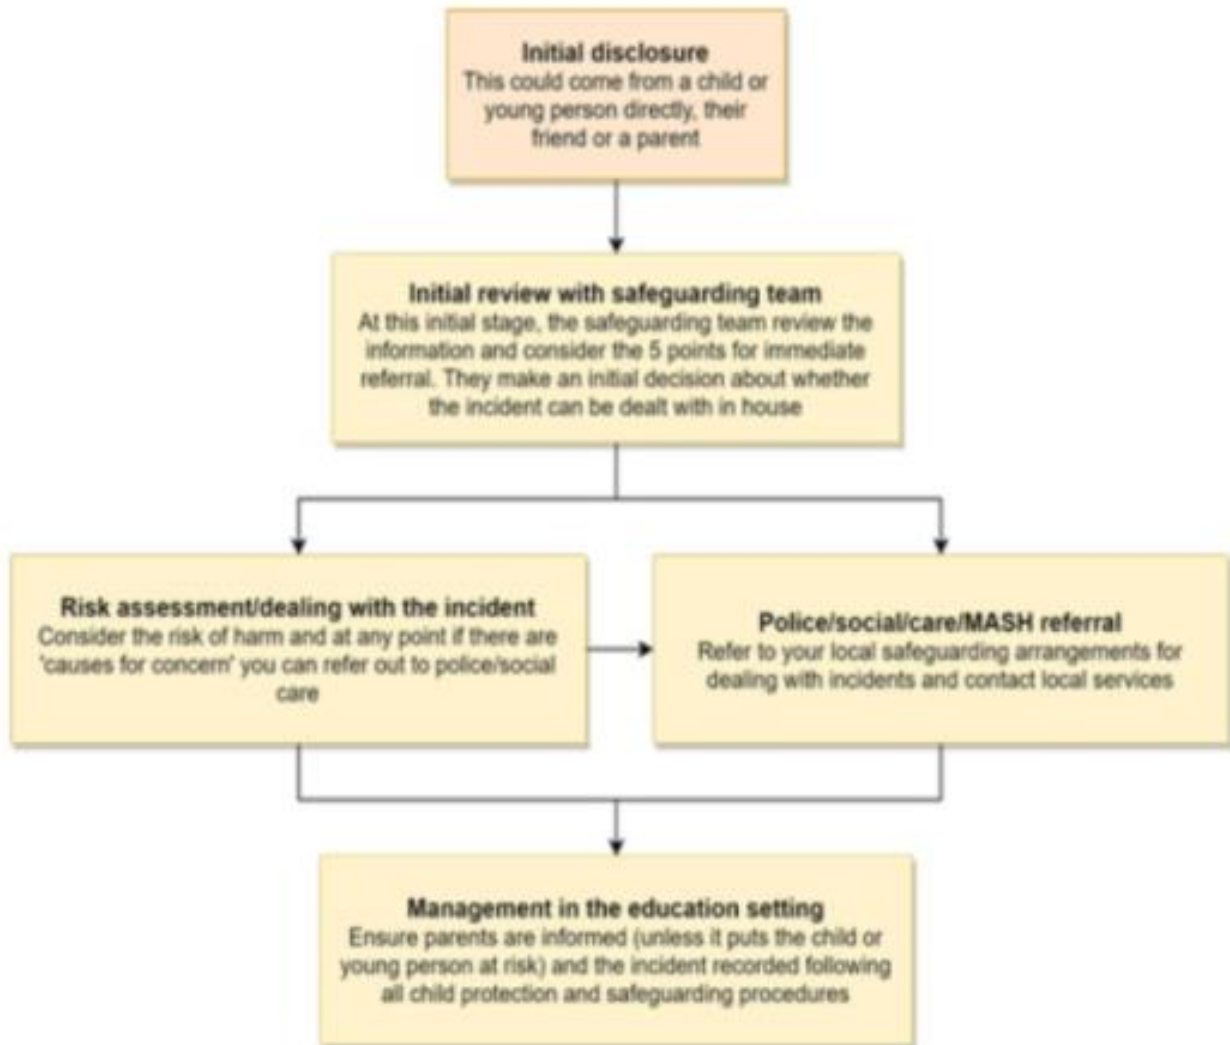 Initial disclosure
This could come from a child or
young person directly, their
friend or a parent
Initial review with safeguarding team
At this initial stage, the safeguarding team review the
information and consider the 5 points for immediate
referral. They make an initial decision about whether
the incident can be dealt with in house
Risk assessment/dealing with the incident
Consider the risk of harm and at any point if there are
'causes for concern' you can refer out to police/social
care
Police/social/care/MASH referral
Refer to your local safeguarding arrangements for
dealing with incidents and contact local services
Management in the education setting
Ensure parents are informed (unless it puts the child or
young person at risk) and the incident recorded following
all child protection and safeguarding procedures